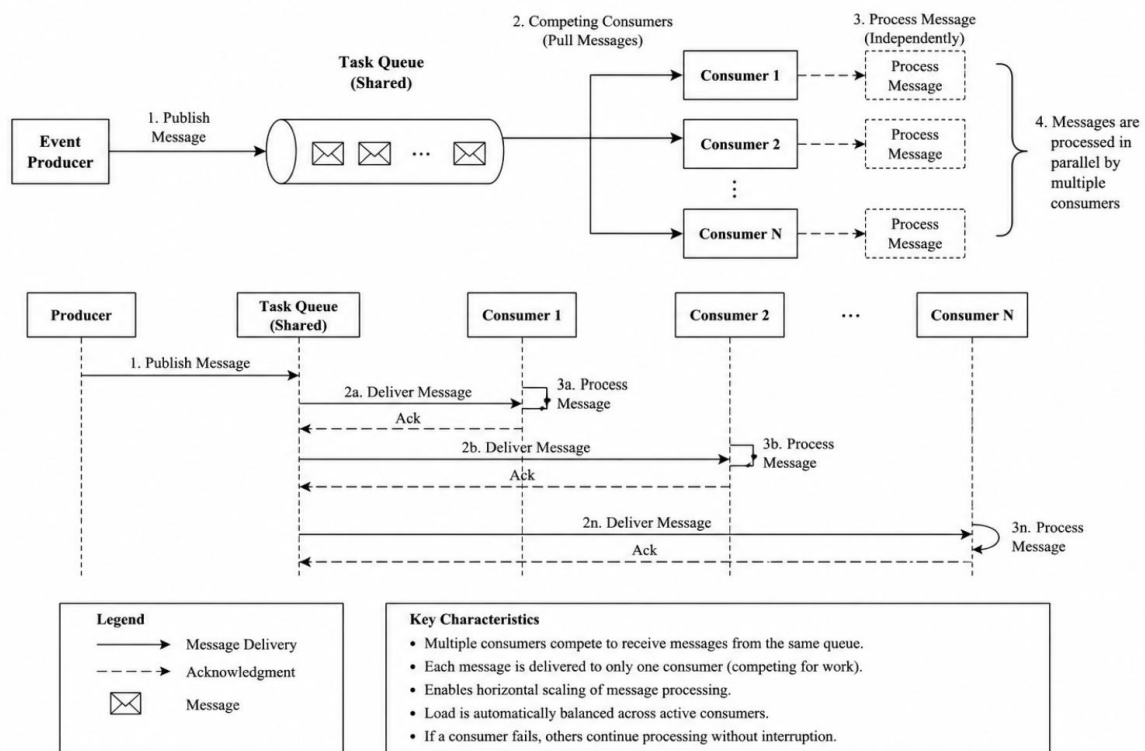 2. Competing Consumers
(Pull Messages)
3. Process Message
(Independently)
Task Queue
(Shared)
Event
Producer
1. Publish
Message
...
Consumer 1
Process
Message
Consumer 2
Process
Message
⋮
Consumer N
Process
Message
4. Messages are
processed in
parallel by
multiple
consumers
Producer
Task Queue
(Shared)
Consumer 1
Consumer 2
...
Consumer N
1. Publish Message
2a. Deliver Message
3a. Process
Message
Ack
2b. Deliver Message
3b. Process
Message
Ack
2n. Deliver Message
3n. Process
Message
Ack
Legend
Message Delivery
Acknowledgment
Message
Key Characteristics
• Multiple consumers compete to receive messages from the same queue.
• Each message is delivered to only one consumer (competing for work).
• Enables horizontal scaling of message processing.
• Load is automatically balanced across active consumers.
• If a consumer fails, others continue processing without interruption.